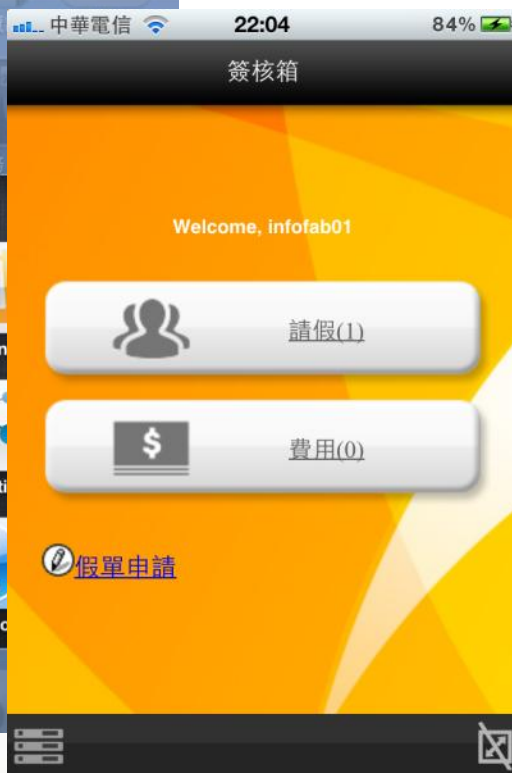 中華電信 22:04 84%
簽核箱
Welcome, infofab01
請假(1)
$
費用(0)
假單申請